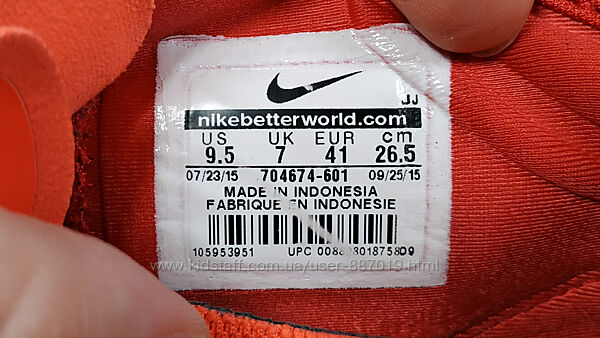 JJ
nikebetterworld.com
US UK EUR cm
9.5 7 41 26.5
07/23/15 704674-601 09/25/15
MADE IN INDONESIA
FABRIQUE EN INDONESIE
105953951 UPC
www.kidstaff.com.ua/user-887019.html